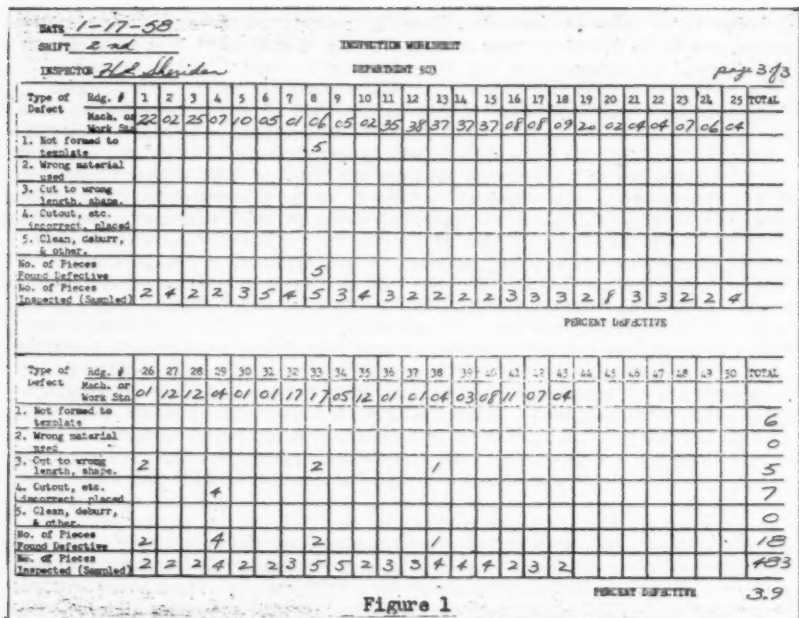 DATE 1-17-58
SHIFT 2 nd
INSPECTION WORKSHEET
INSPECTOR H.R. Sheridan
DEPARTMENT 503
page 3/3
Type of Defect Rdg. # 1 2 3 4 5 6 7 8 9 10 11 12 13 14 15 16 17 18 19 20 21 22 23 24 25 TOTAL
Mach. or Work Sta 22 02 25 07 10 05 01 06 05 02 35 38 37 37 37 08 08 09 20 02 04 04 07 06 04
1. Not formed to template 5
2. Wrong material used
3. Cut to wrong length, shape.
4. Cutout, etc. incorrect. placed
5. Clean, deburr, & other.
No. of Pieces Found Defective 5
No. of Pieces Inspected (Sampled) 2 4 2 2 3 5 4 5 3 4 3 2 2 2 2 3 3 3 2 8 3 3 2 2 4
PERCENT DEFECTIVE
Type of Defect Rdg. # 26 27 28 29 30 31 32 33 34 35 36 37 38 39 40 41 42 43 44 45 46 47 48 49 50 TOTAL
Mach. or Work Sta 01 12 12 04 01 01 17 17 05 12 01 01 04 03 08 11 07 04
1. Not formed to template 6
2. Wrong material used 0
3. Cut to wrong length, shape. 2 2 1 5
4. Cutout, etc. incorrect. placed 4 7
5. Clean, deburr, & other. 0
No. of Pieces Found Defective 2 4 2 1 18
No. of Pieces Inspected (Sampled) 2 2 2 4 2 2 3 5 5 2 3 3 4 4 4 2 3 2 483
PERCENT DEFECTIVE 3.9
Figure 1